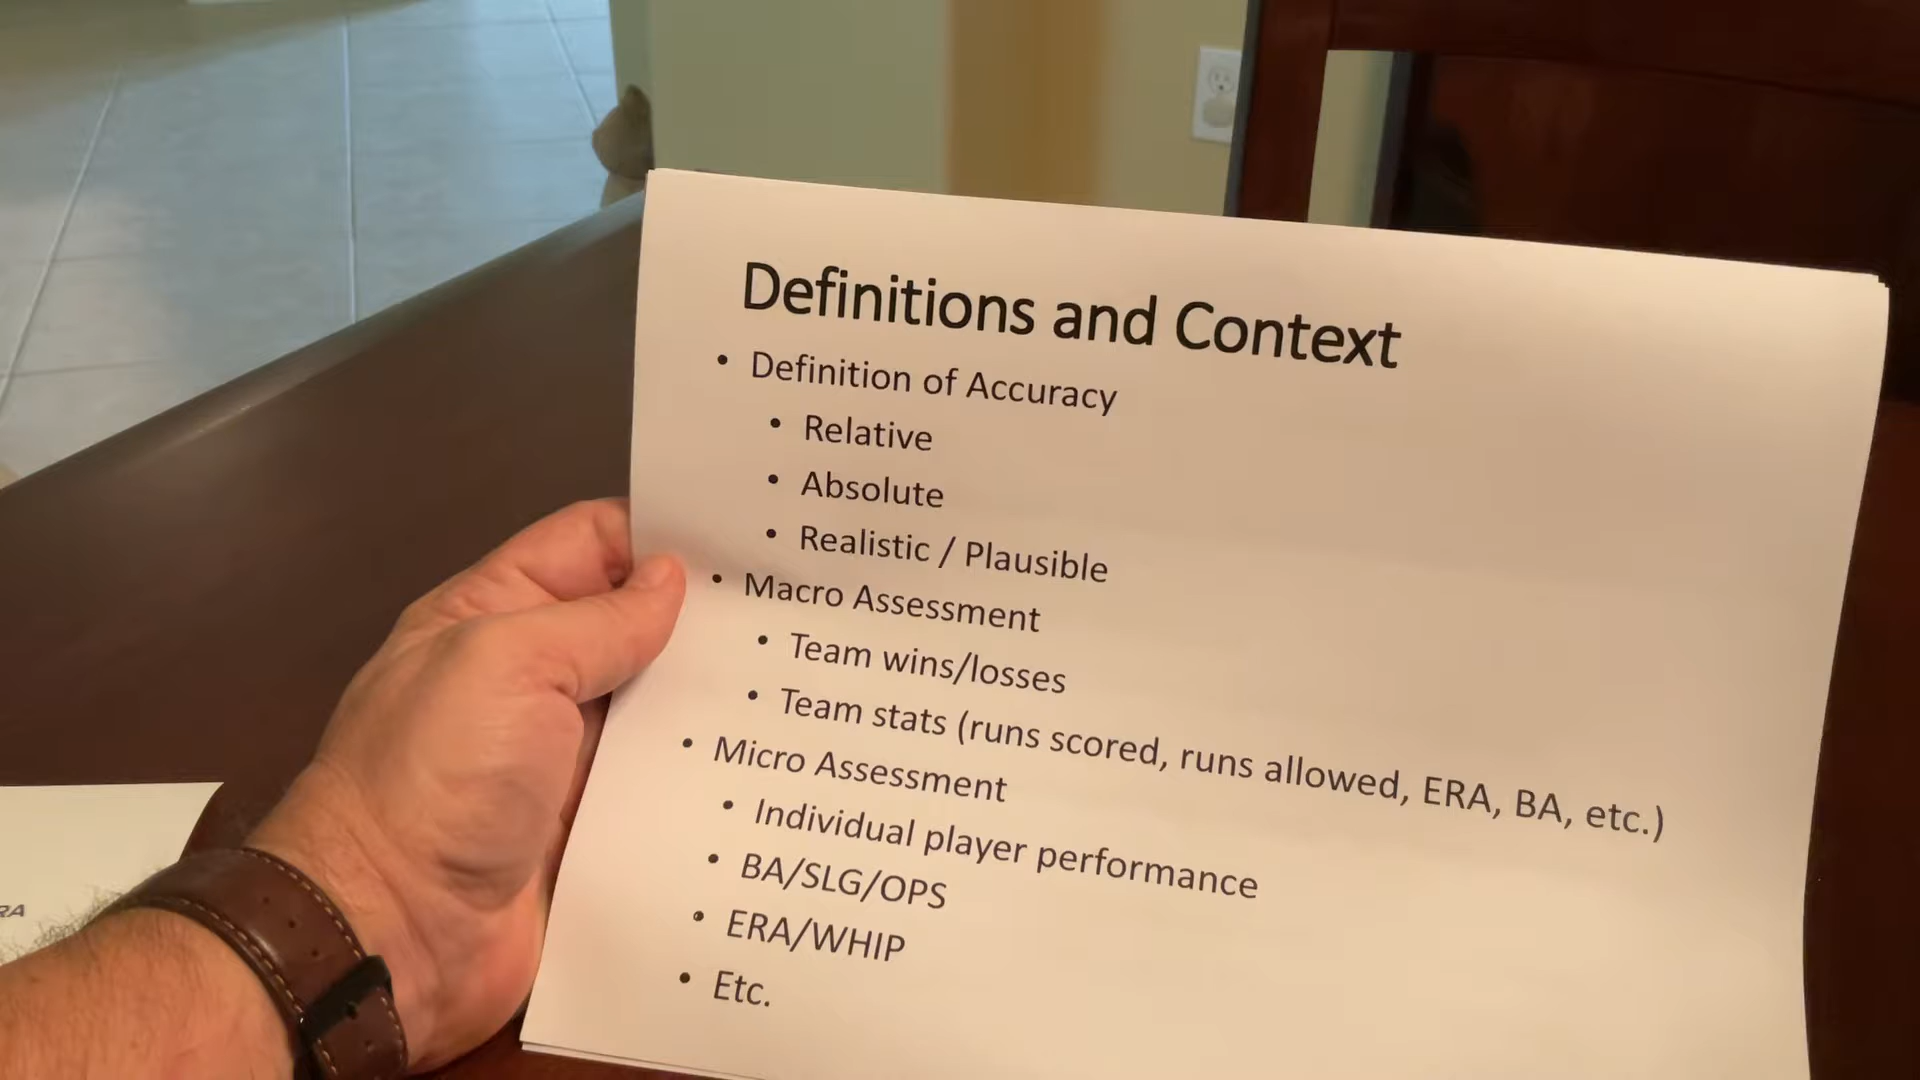 Definitions and Context
• Definition of Accuracy
• Relative
• Absolute
• Realistic / Plausible
• Macro Assessment
• Team wins/losses
• Team stats (runs scored, runs allowed, ERA, BA, etc.)
• Micro Assessment
• Individual player performance
• BA/SLG/OPS
• ERA/WHIP
• Etc.